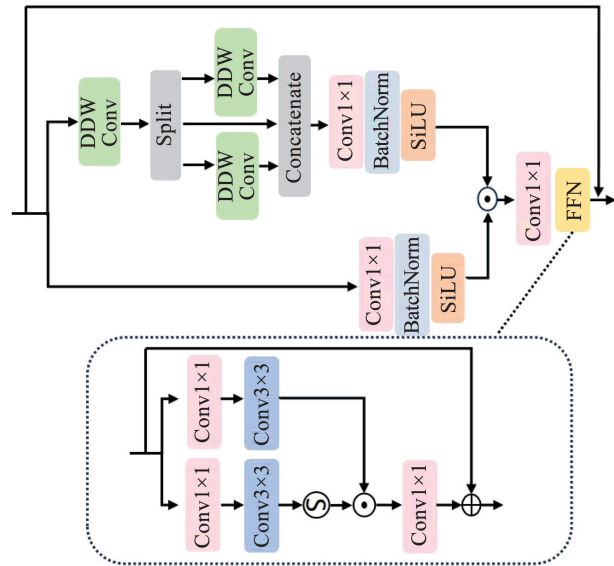 DDW
Conv
Split
DDW
Conv
DDW
Conv
Concatenate
Conv1×1
BatchNorm
SiLU
Conv1×1
BatchNorm
SiLU
Conv1×1
FFN
Conv1×1
Conv3×3
Conv1×1
Conv3×3
S
Conv1×1